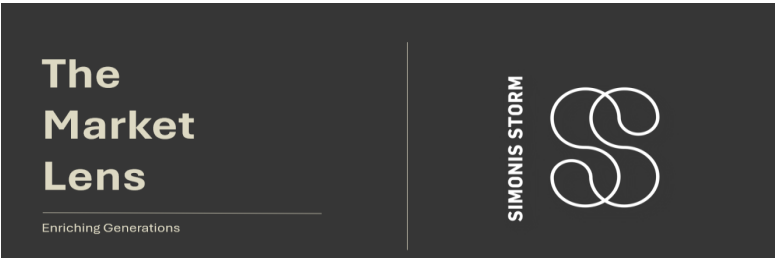 The
Market
Lens
Enriching Generations
SIMONIS STORM